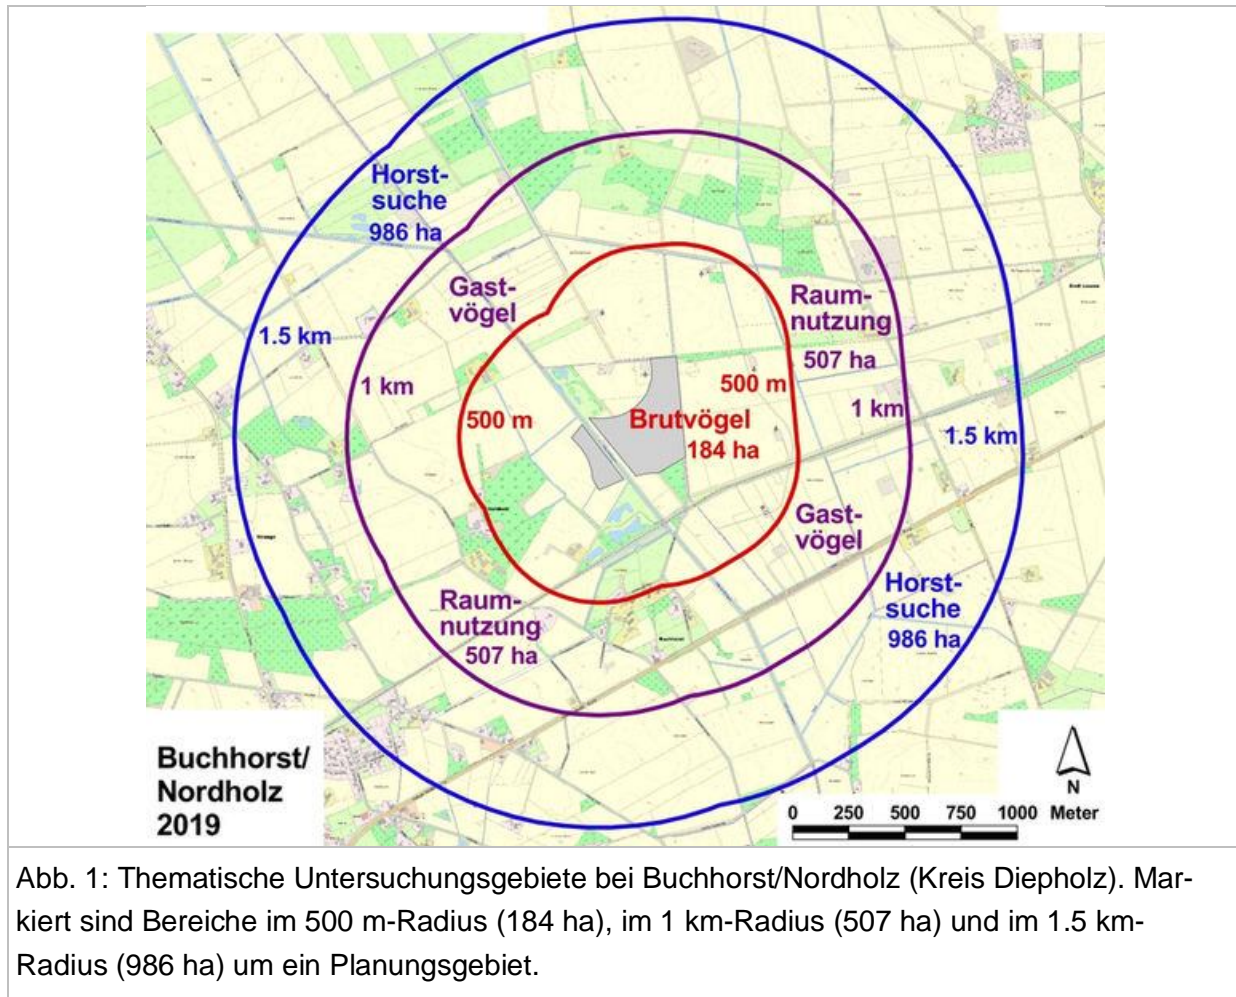 Horst-
suche
986 ha
Gast-
vögel
Raum-
nutzung
507 ha
1.5 km
1 km
500 m
500 m
Brutvögel
184 ha
1 km
1.5 km
Gast-
vögel
Horst-
suche
986 ha
Raum-
nutzung
507 ha
Buchhorst
Buchhorst/
Nordholz
2019
N
0 250 500 750 1000 Meter
Abb. 1: Thematische Untersuchungsgebiete bei Buchhorst/Nordholz (Kreis Diepholz). Mar-
kiert sind Bereiche im 500 m-Radius (184 ha), im 1 km-Radius (507 ha) und im 1.5 km-
Radius (986 ha) um ein Planungsgebiet.